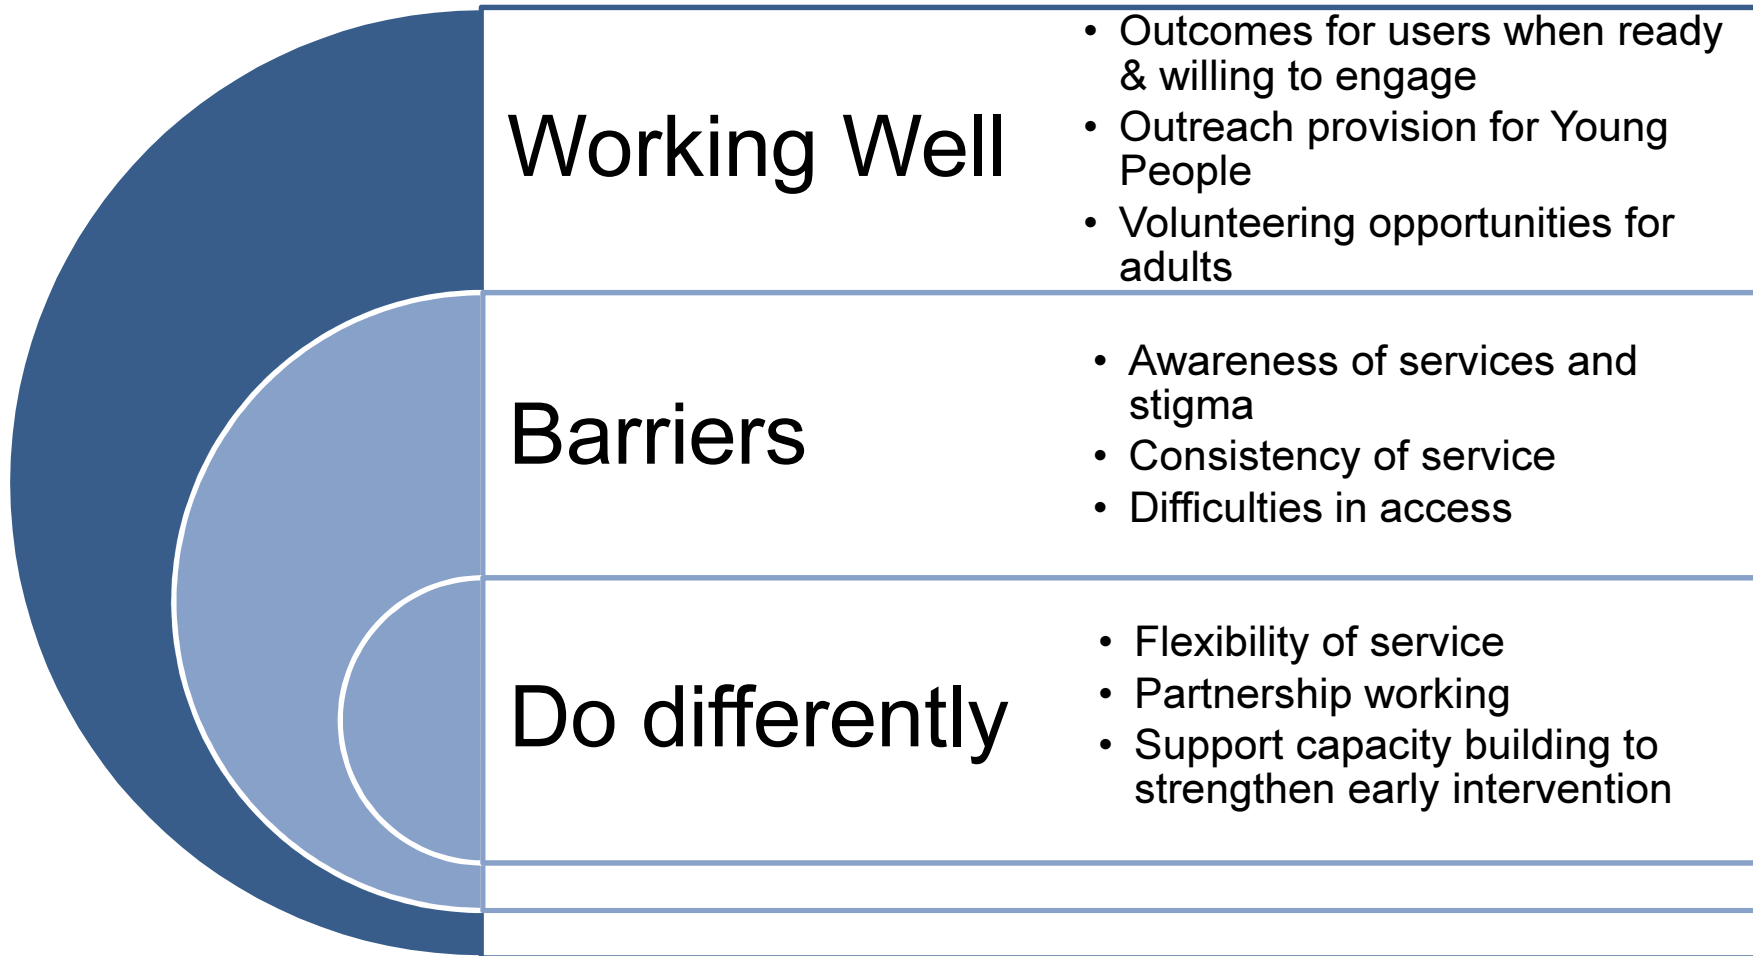 Working Well
• Outcomes for users when ready
& willing to engage
• Outreach provision for Young
People
• Volunteering opportunities for
adults
Barriers
• Awareness of services and
stigma
• Consistency of service
• Difficulties in access
Do differently
• Flexibility of service
• Partnership working
• Support capacity building to
strengthen early intervention